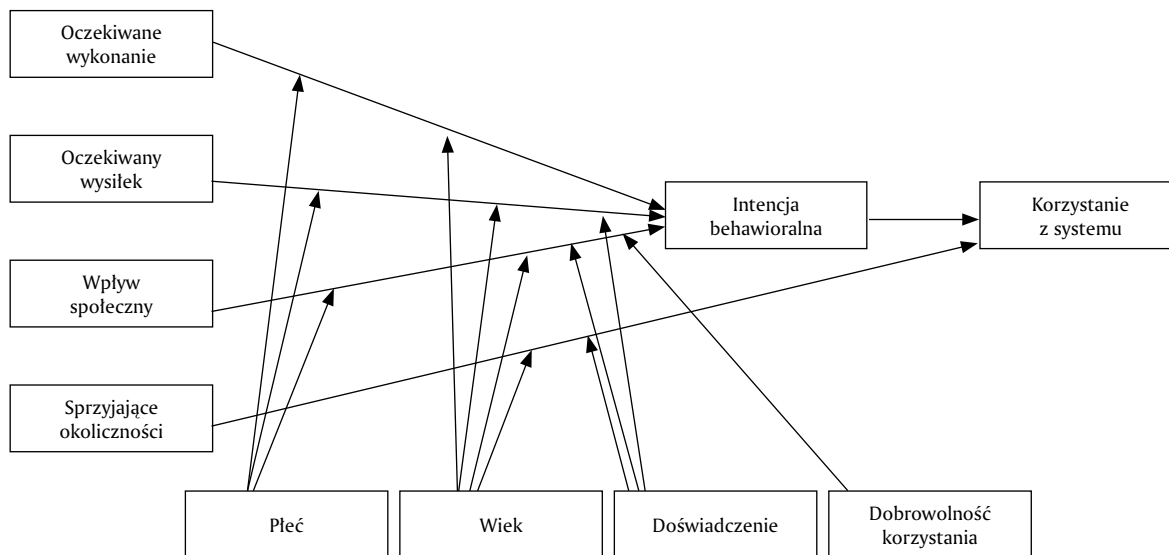 Oczekiwane
wykonanie
Oczekiwany
wysiłek
Wpływ
społeczny
Sprzyjające
okoliczności
Intencja
behawioralna
Korzystanie
z systemu
Płeć
Wiek
Doświadczenie
Dobrowolność
korzystania